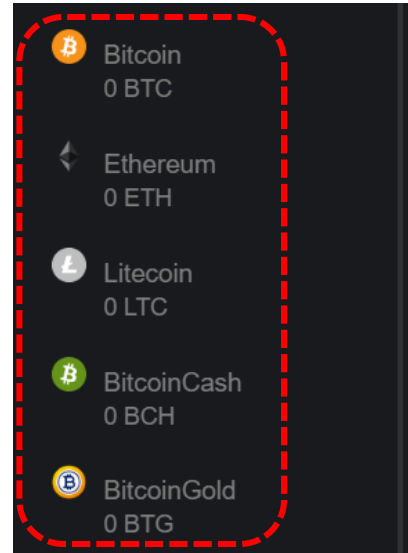 Bitcoin
0 BTC
Ethereum
0 ETH
Litecoin
0 LTC
BitcoinCash
0 BCH
BitcoinGold
0 BTG